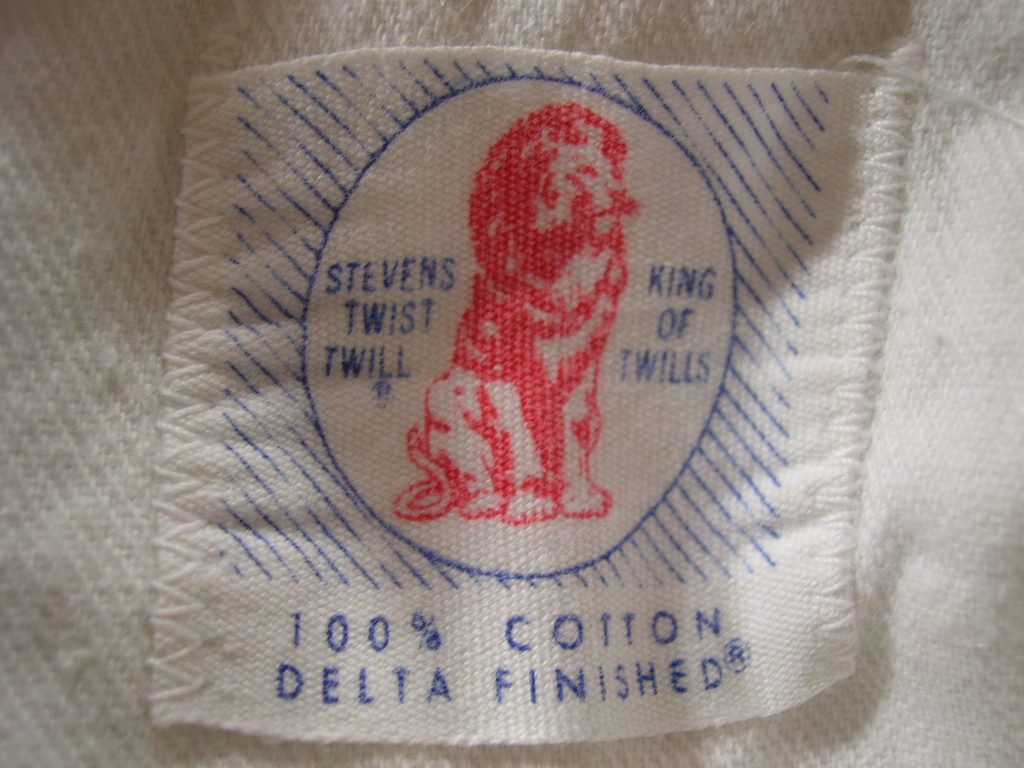 STEVENS
TWIST
TWILL
®
KING
OF
TWILLS
100% COTTON
DELTA FINISHED®